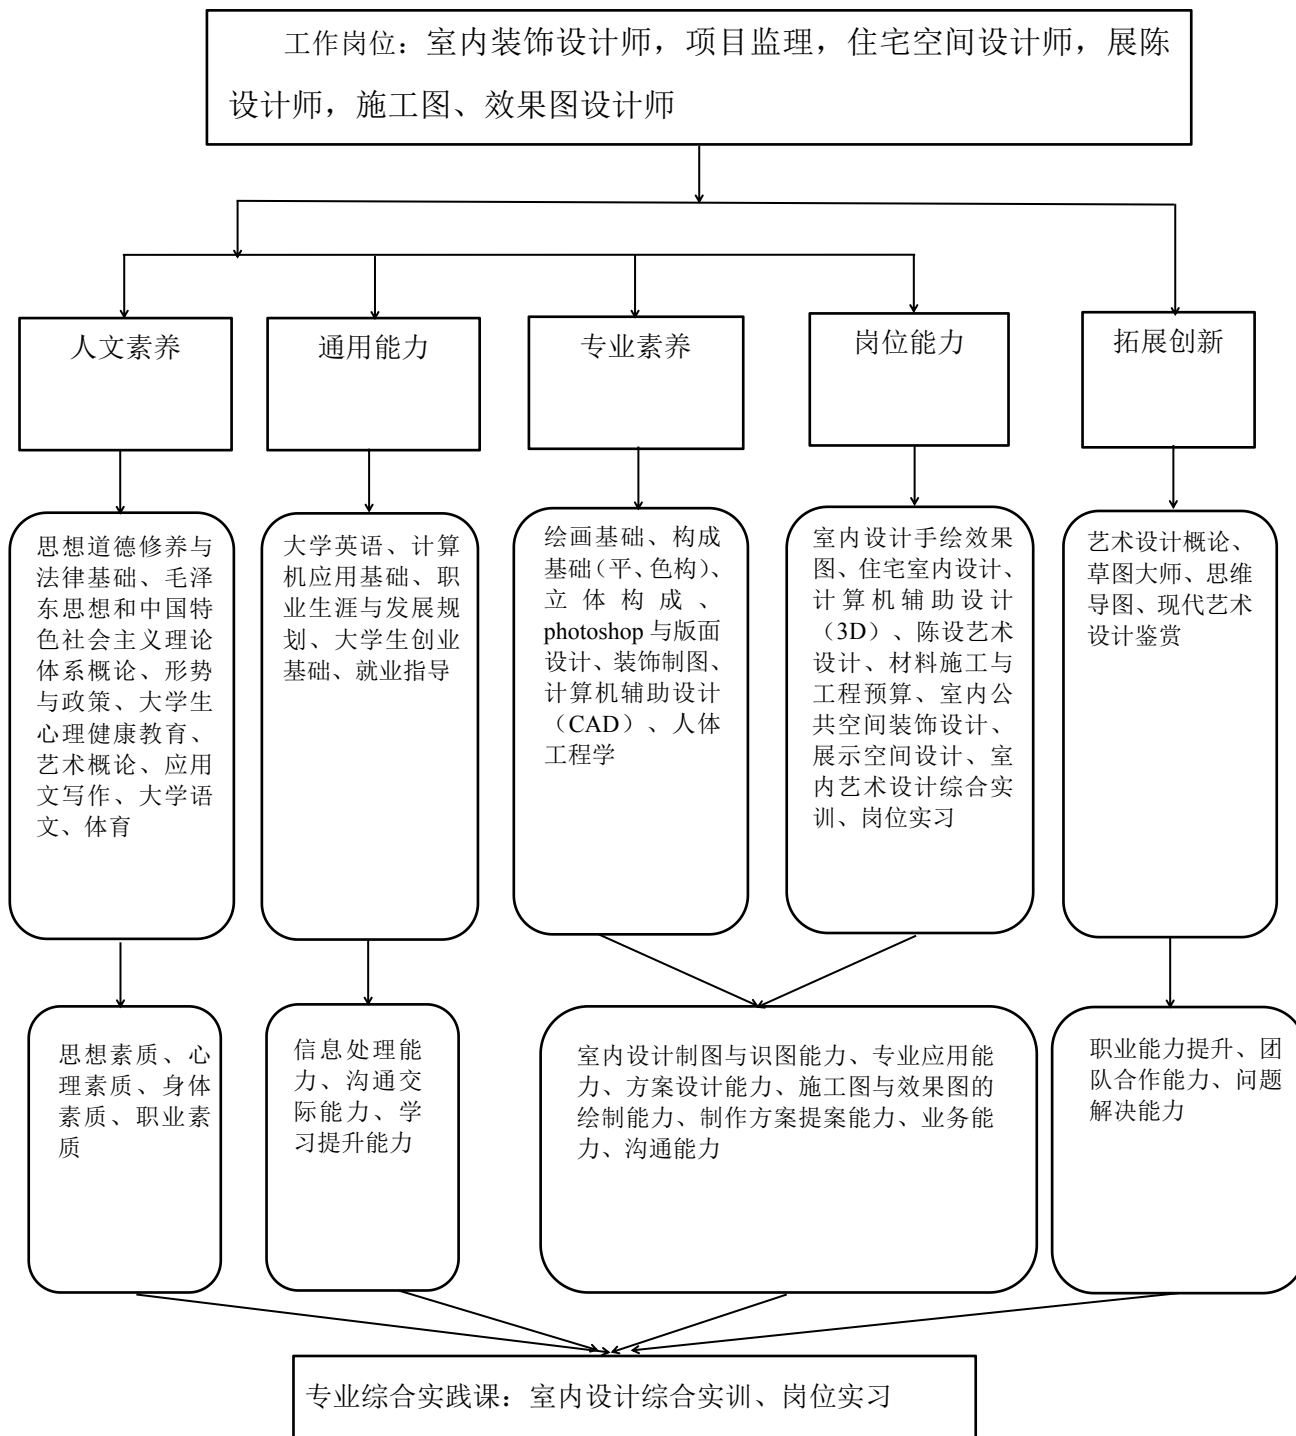 工作岗位：室内装饰设计师，项目监理，住宅空间设计师，展陈
设计师，施工图、效果图设计师
人文素养
通用能力
专业素养
岗位能力
拓展创新
思想道德修养与
法律基础、毛泽
东思想和中国特
色社会主义理论
体系概论、形势
与政策、大学生
心理健康教育、
艺术概论、应用
文写作、大学语
文、体育
大学英语、计算
机应用基础、职
业生涯与发展规
划、大学生创业
基础、就业指导
绘画基础、构成
基础（平、色构）、
立体构成、
photoshop 与版面
设计、装饰制图、
计算机辅助设计
（CAD）、人体
工程学
室内设计手绘效果
图、住宅室内设计、
计算机辅助设计
（3D）、陈设艺术
设计、材料施工与
工程预算、室内公
共空间装饰设计、
展示空间设计、室
内艺术设计综合实
训、岗位实习
艺术设计概论、
草图大师、思维
导图、现代艺术
设计鉴赏
思想素质、心
理素质、身体
素质、职业素
质
信息处理能
力、沟通交
际能力、学
习提升能力
室内设计制图与识图能力、专业应用能
力、方案设计能力、施工图与效果图的
绘制能力、制作方案提案能力、业务能
力、沟通能力
职业能力提升、团
队合作能力、问题
解决能力
专业综合实践课：室内设计综合实训、岗位实习